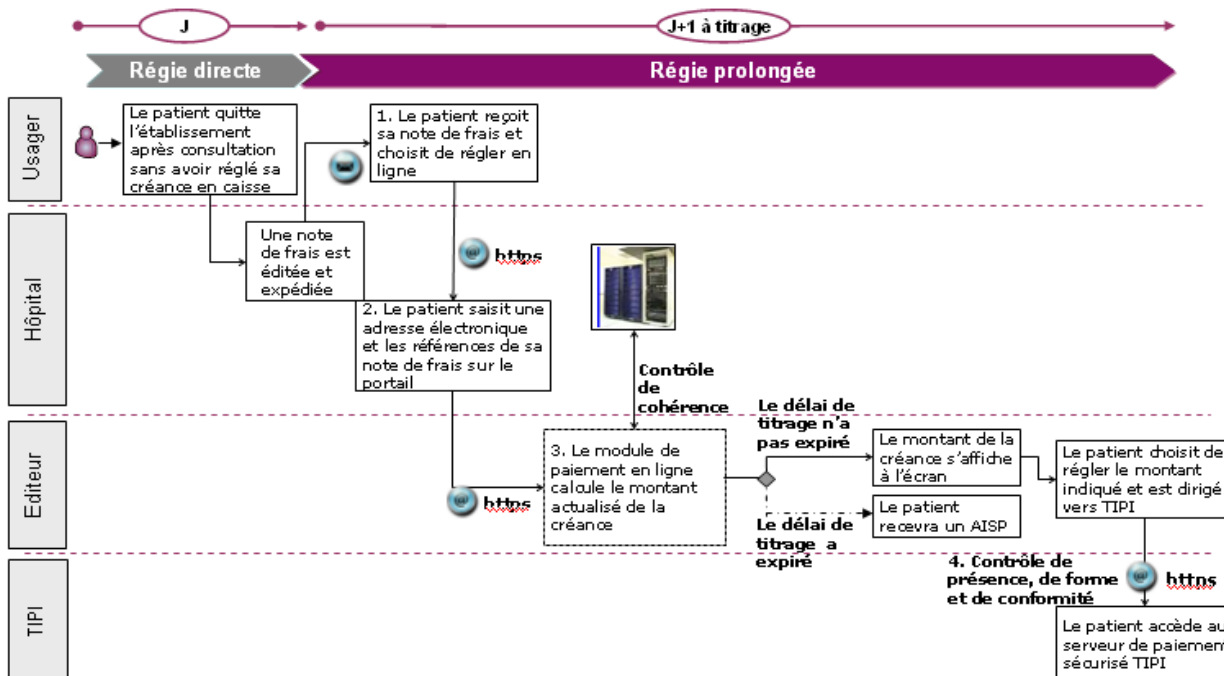 J
J+1 à titrage
Régie directe
Régie prolongée
Usager
Le patient quitte
l'établissement
après consultation
sans avoir réglé sa
créance en caisse
1. Le patient reçoit
sa note de frais et
choisit de régler en
ligne
Hôpital
Une note
de frais est
éditée et
expédiée
@ https
2. Le patient saisit une
adresse électronique
et les références de sa
note de frais sur le
portail
Contrôle
de
cohérence
Editeur
@ https
3. Le module de
paiement en ligne
calcule le montant
actualisé de la
créance
Le délai de
titrage n'a
pas expiré
Le délai de
titrage a
expiré
Le montant de la
créance s'affiche
à l'écran
Le patient
recevra un AISP
Le patient choisit de
régler le montant
indiqué et est dirigé
vers TIPI
TIPI
4. Contrôle de
présence, de forme
et de conformité
@ https
Le patient accède au
serveur de paiement
sécurisé TIPI